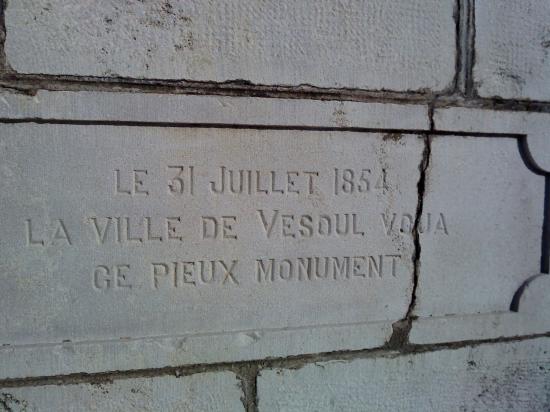 LE 31 JUILLET 1854
LA VILLE DE VESOUL VOUA
CE PIEUX MONUMENT